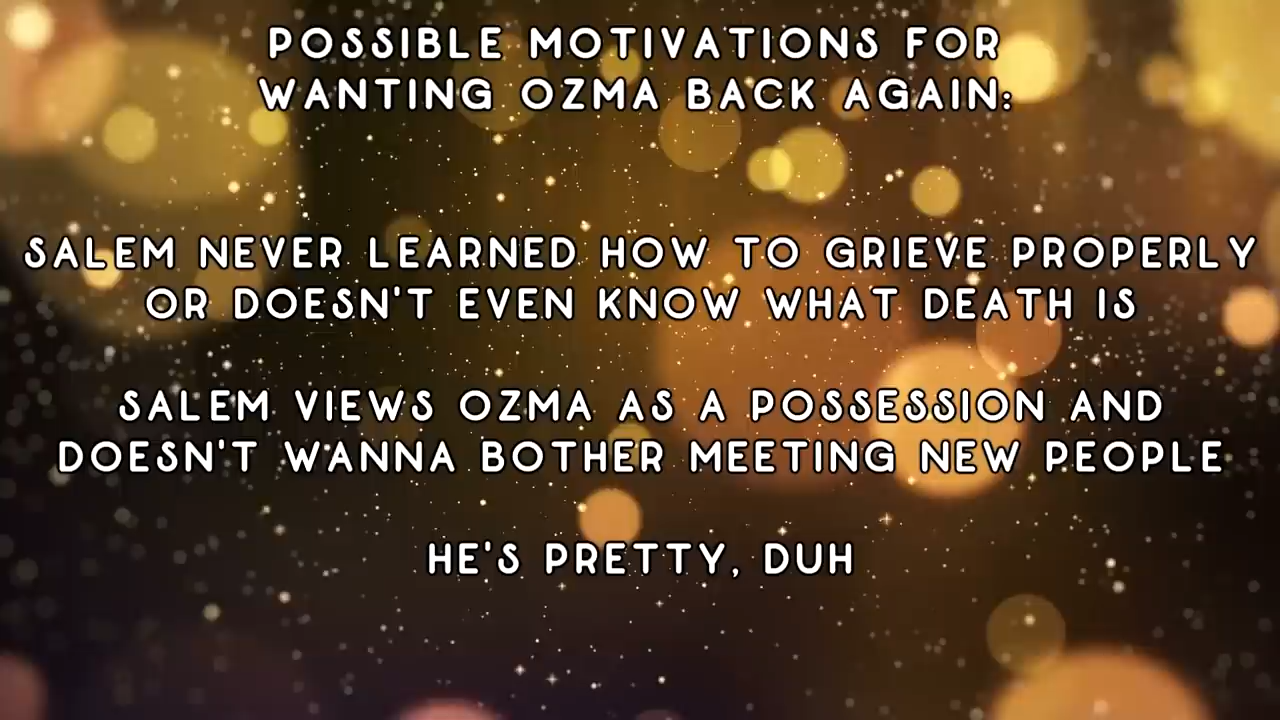 POSSIBLE MOTIVATIONS FOR
WANTING OZMA BACK AGAIN:
SALEM NEVER LEARNED HOW TO GRIEVE PROPERLY
OR DOESN'T EVEN KNOW WHAT DEATH IS
SALEM VIEWS OZMA AS A POSSESSION AND
DOESN'T WANNA BOTHER MEETING NEW PEOPLE
HE'S PRETTY, DUH